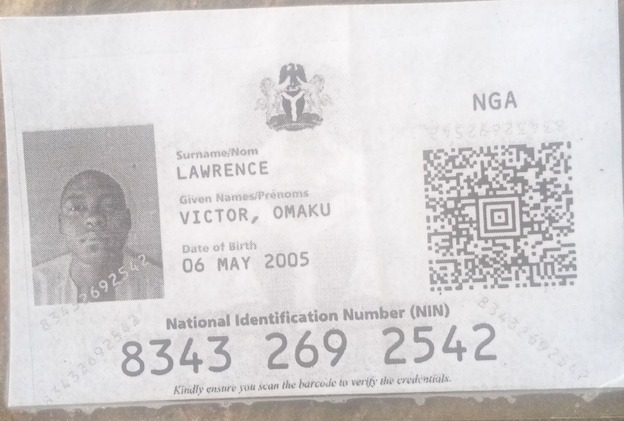 NGA
Surname/Nom
LAWRENCE
Given Names/Prénoms
VICTOR, OMAKU
Date of Birth
06 MAY 2005
National Identification Number (NIN)
8343 269 2542
Kindly ensure you scan the barcode to verify the credentials.